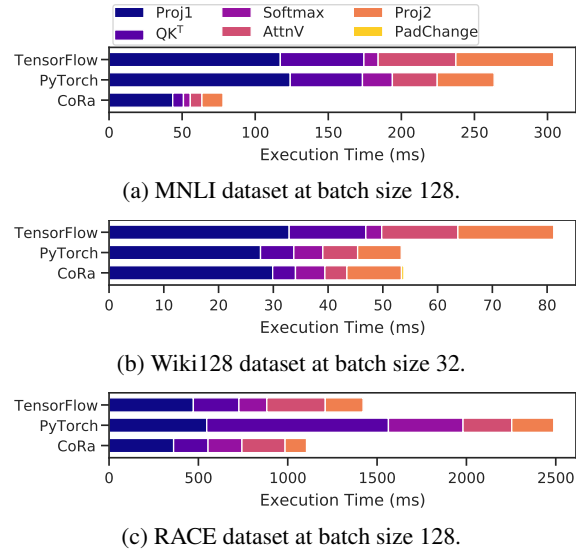 Proj1 Softmax Proj2
QKᵀ AttnV PadChange
TensorFlow
PyTorch
CoRa
0 50 100 150 200 250 300
Execution Time (ms)
(a) MNLI dataset at batch size 128.
TensorFlow
PyTorch
CoRa
0 10 20 30 40 50 60 70 80
Execution Time (ms)
(b) Wiki128 dataset at batch size 32.
TensorFlow
PyTorch
CoRa
0 500 1000 1500 2000 2500
Execution Time (ms)
(c) RACE dataset at batch size 128.